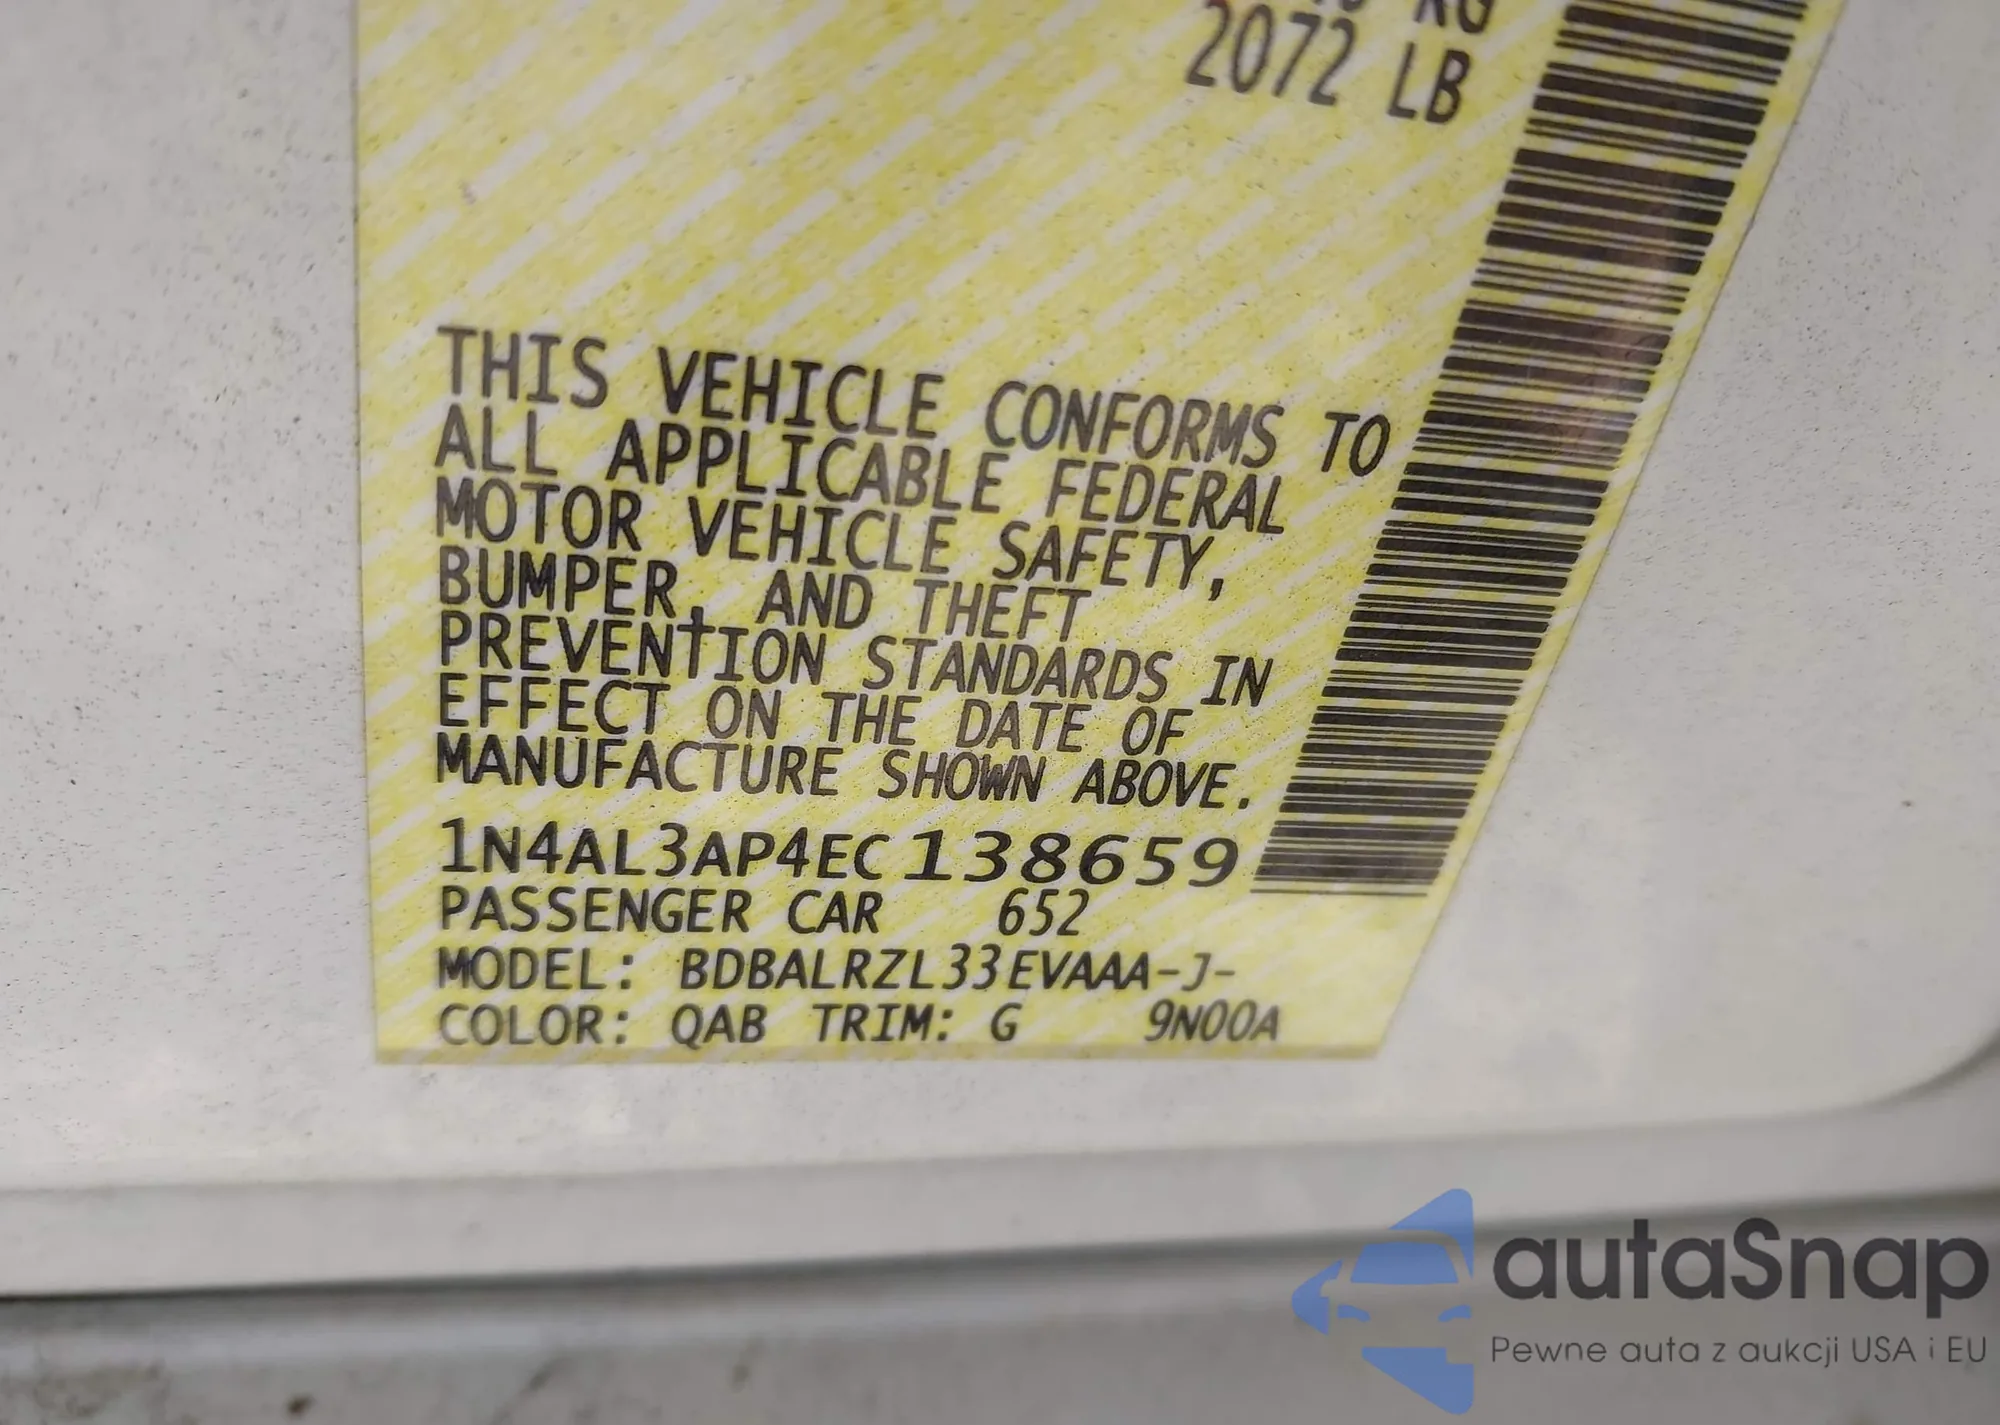 KG
2072 LB
THIS VEHICLE CONFORMS TO
ALL APPLICABLE FEDERAL
MOTOR VEHICLE SAFETY,
BUMPER, AND THEFT
PREVENTION STANDARDS IN
EFFECT ON THE DATE OF
MANUFACTURE SHOWN ABOVE.
1N4AL3AP4EC138659
PASSENGER CAR 652
MODEL: BDBALRZL33EVAAA-J-
COLOR: QAB TRIM: G 9N00A
autaSnap
Pewne auta z aukcji USA i EU